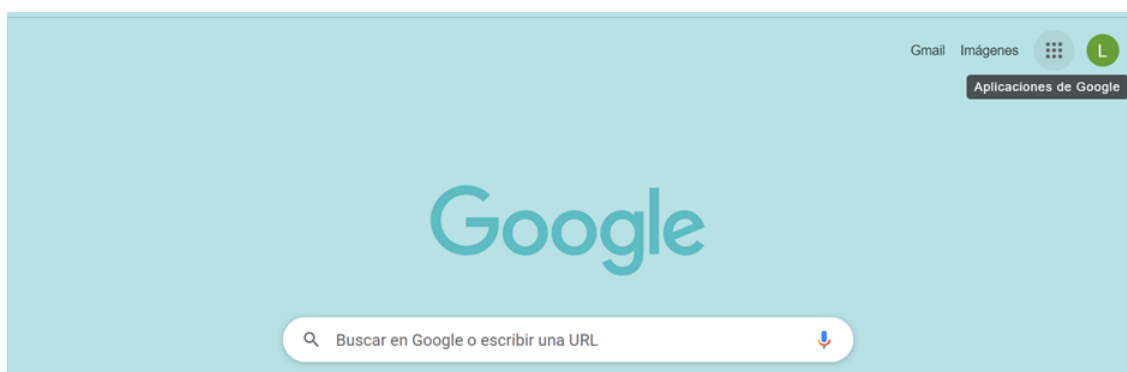 Gmail Imágenes L
Aplicaciones de Google
Google
Buscar en Google o escribir una URL